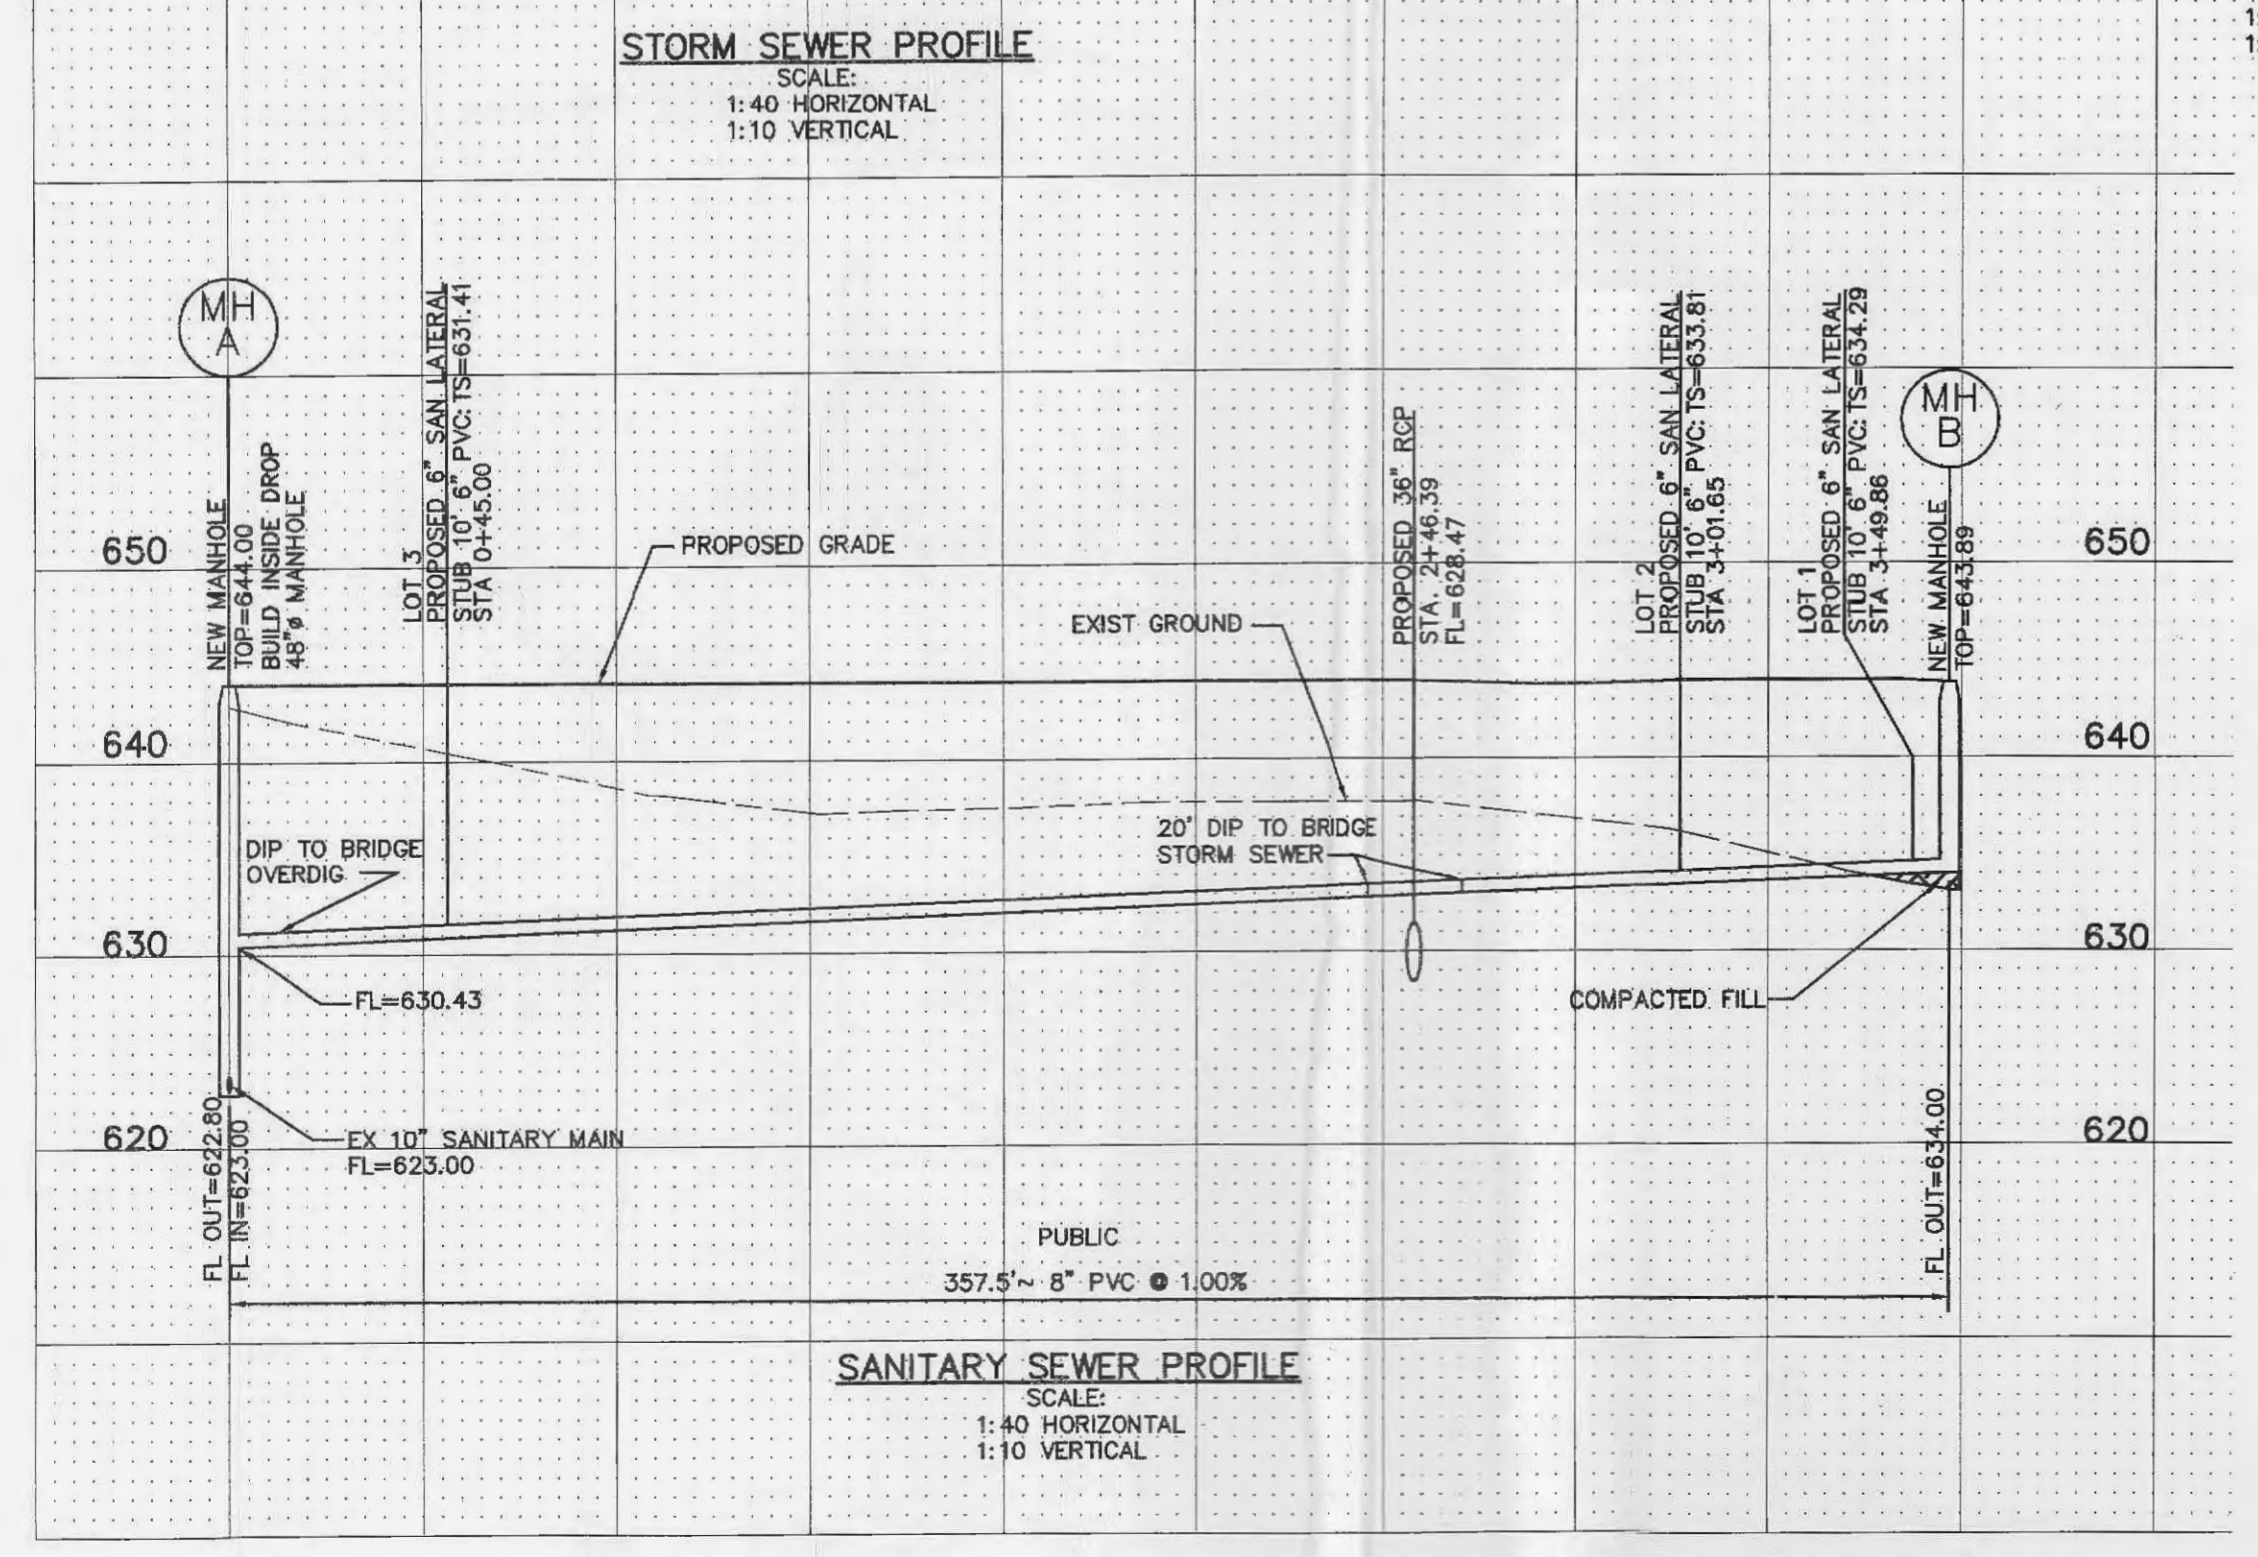 STORM SEWER PROFILE
SCALE:
1:40 HORIZONTAL
1:10 VERTICAL
MH
A
NEW MANHOLE
TOP=644.00
BUILD INSIDE DROP
48"ø MANHOLE
LOT 3
PROPOSED 6" SAN LATERAL
STUB 10' 6" PVC: TS=631.41
STA 0+45.00
PROPOSED GRADE
EXIST GROUND
PROPOSED 36" RCP
STA. 2+46.39
FL=628.47
LOT 2
PROPOSED 6" SAN LATERAL
STUB 10' 6" PVC: TS=633.81
STA 3+01.65
LOT 1
PROPOSED 6" SAN LATERAL
STUB 10' 6" PVC: TS=634.29
STA 3+49.86
MH
B
NEW MANHOLE
TOP=643.89
650
650
640
640
DIP TO BRIDGE
OVERDIG
20' DIP TO BRIDGE
STORM SEWER
630
630
FL=630.43
COMPACTED FILL
620
620
EX 10" SANITARY MAIN
FL=623.00
FL OUT=622.80
FL IN=623.00
FL OUT=634.00
PUBLIC
357.5'~ 8" PVC @ 1.00%
SANITARY SEWER PROFILE
SCALE:
1:40 HORIZONTAL
1:10 VERTICAL